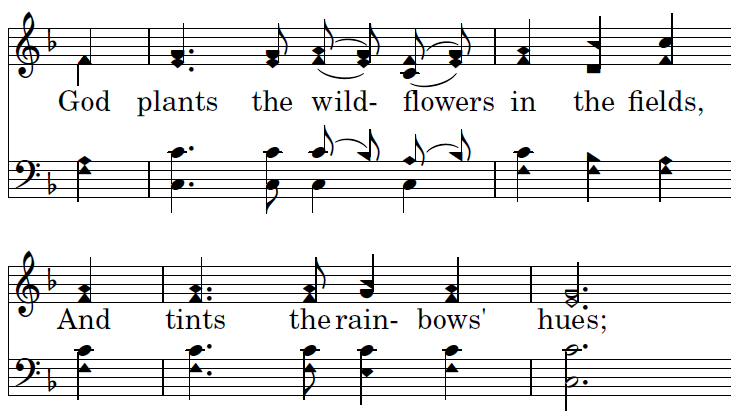 God plants the wild- flowers in the fields,
And tints the rain- bows' hues;